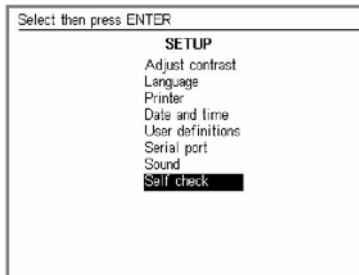 Select then press ENTER
SETUP
Adjust contrast
Language
Printer
Date and time
User definitions
Serial port
Sound
Self check